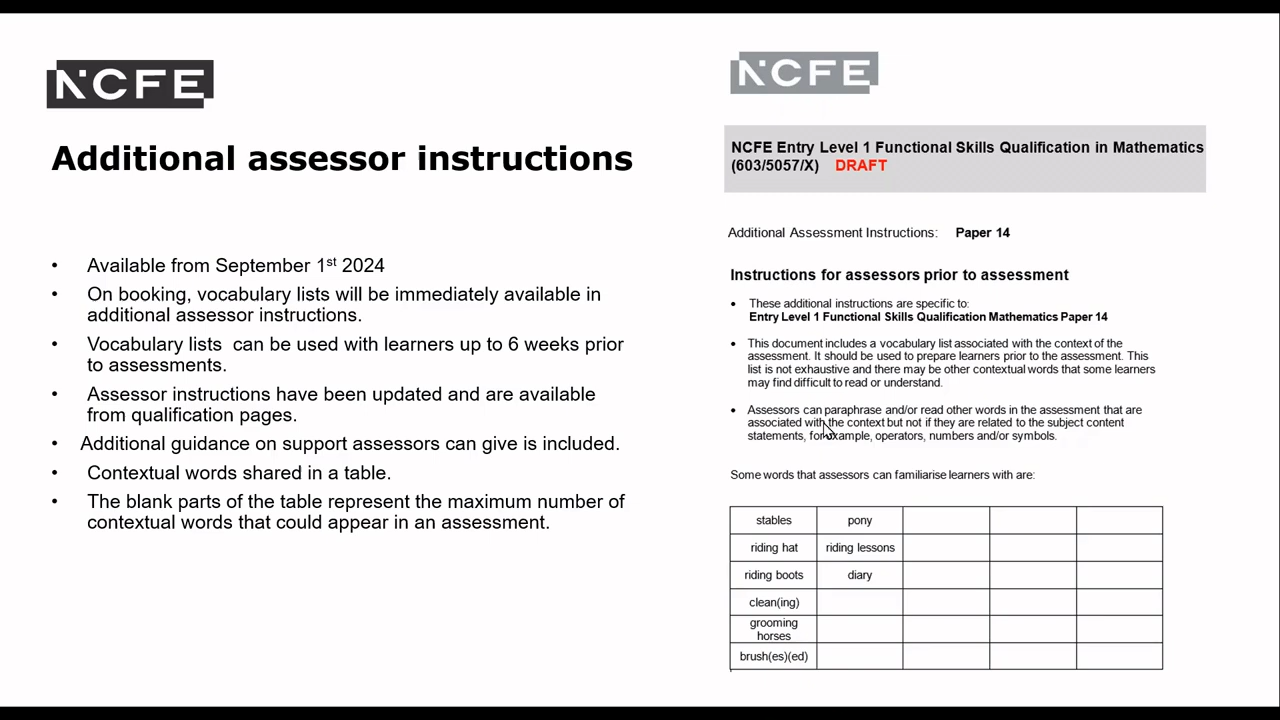 NCFE
Additional assessor instructions
• Available from September 1st 2024
• On booking, vocabulary lists will be immediately available in
additional assessor instructions.
• Vocabulary lists can be used with learners up to 6 weeks prior
to assessments.
• Assessor instructions have been updated and are available
from qualification pages.
• Additional guidance on support assessors can give is included.
• Contextual words shared in a table.
• The blank parts of the table represent the maximum number of
contextual words that could appear in an assessment.
NCFE
NCFE Entry Level 1 Functional Skills Qualification in Mathematics
(603/5057/X) DRAFT
Additional Assessment Instructions: Paper 14
Instructions for assessors prior to assessment
• These additional instructions are specific to:
Entry Level 1 Functional Skills Qualification Mathematics Paper 14
• This document includes a vocabulary list associated with the context of the
assessment. It should be used to prepare learners prior to the assessment. This
list is not exhaustive and there may be other contextual words that some learners
may find difficult to read or understand.
• Assessors can paraphrase and/or read other words in the assessment that are
associated with the context but not if they are related to the subject content
statements, for example, operators, numbers and/or symbols.
Some words that assessors can familiarise learners with are:
stables pony
riding hat riding lessons
riding boots diary
clean(ing)
grooming
horses
brush(es)(ed)